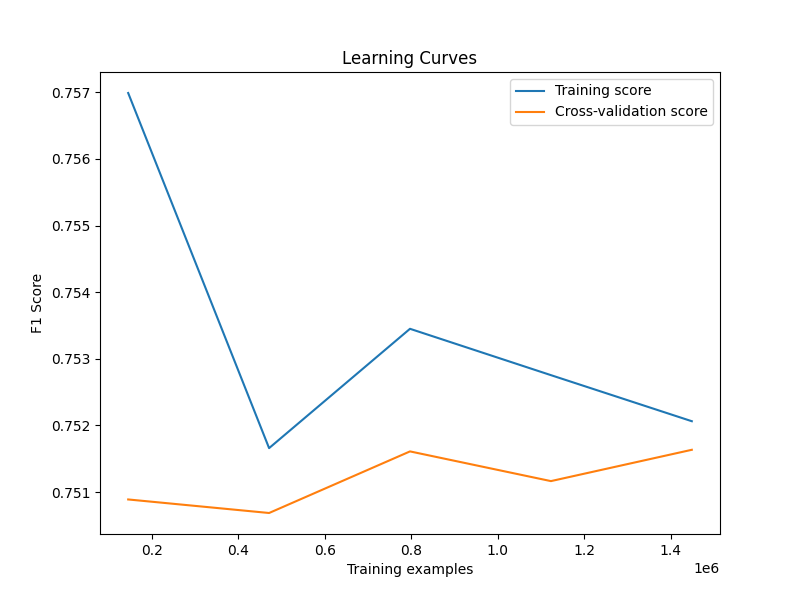 Learning Curves
Training score
Cross-validation score
F1 Score
0.757
0.756
0.755
0.754
0.753
0.752
0.751
0.2 0.4 0.6 0.8 1.0 1.2 1.4
1e6
Training examples